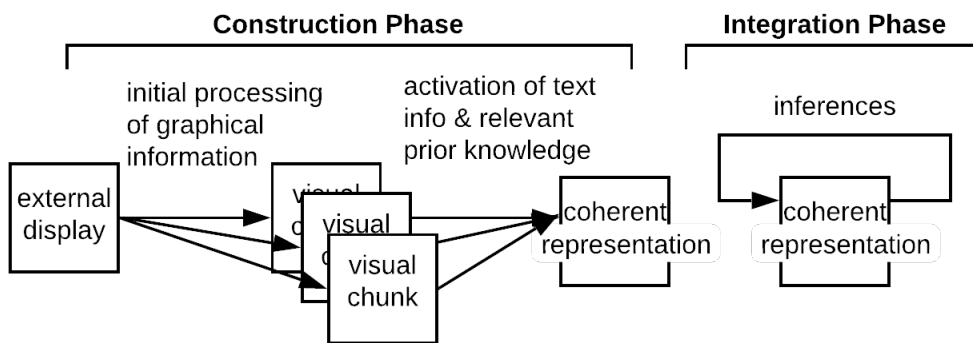 Construction Phase
Integration Phase
initial processing
of graphical
information
activation of text
info & relevant
prior knowledge
inferences
external
display
visual
visual
visual
chunk
coherent
representation
coherent
representation